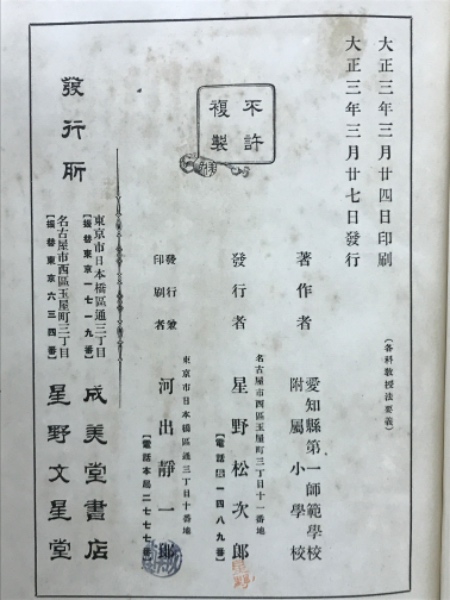 大正三年三月廿四日印刷
大正三年三月廿七日發行
(各科敎授法要義)
不許
複製
著作者
愛知縣第一師範學校
附屬小學校
發行者
名古屋市西區玉屋町三丁目十一番地
星野松次郎
【電話 一四八九番】
發行兼
印刷者
東京市日本橋區通三丁目十番地
河出靜一郎
【電話本局二七七七番】
發行所
東京市日本橋區通三丁目
【振替東京一七一九番】
成美堂書店
名古屋市西區玉屋町三丁目
【振替東京六三四番】
星野文星堂